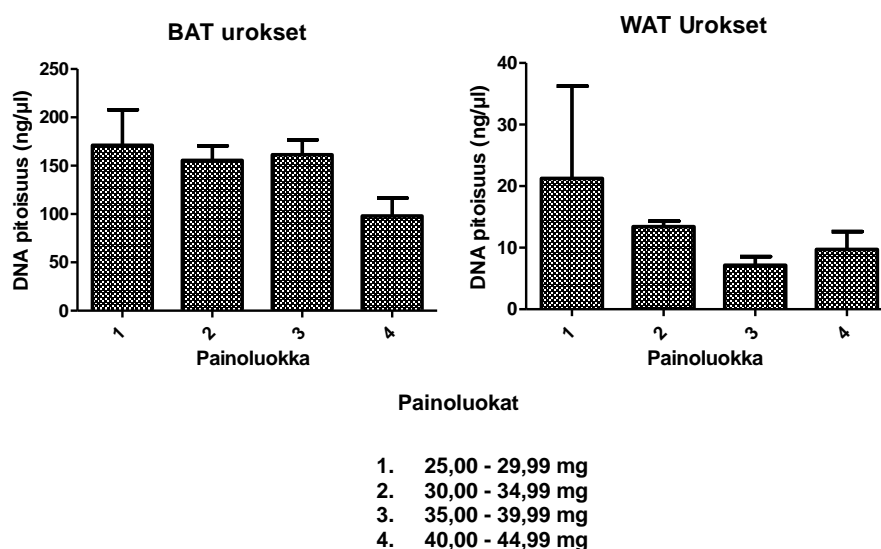 BAT urokset
250
200
150
100
50
0
DNA pitoisuus (ng/µl)
1
2
3
4
Painoluokka
WAT Urokset
40
30
20
10
0
DNA pitoisuus (ng/µl)
1
2
3
4
Painoluokka
Painoluokat
1. 25,00 - 29,99 mg
2. 30,00 - 34,99 mg
3. 35,00 - 39,99 mg
4. 40,00 - 44,99 mg